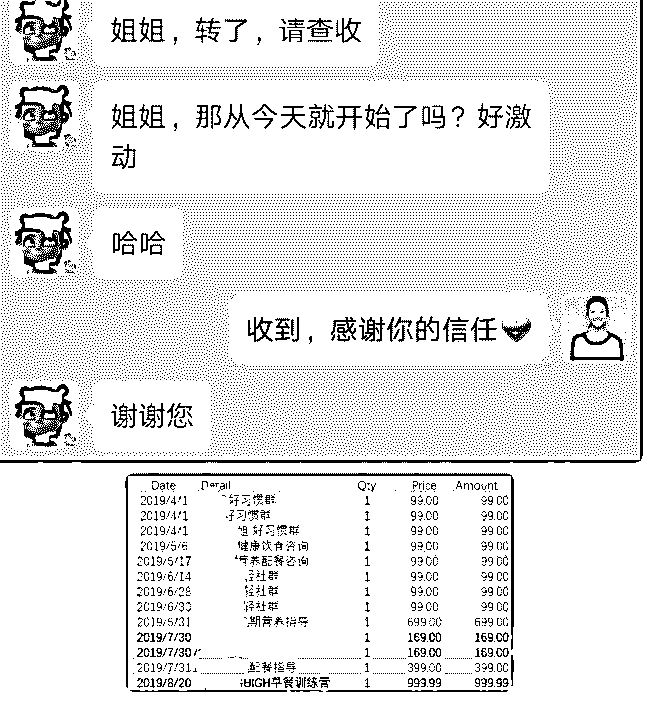 姐姐，转了，请查收
姐姐，那从今天就开始了吗？好激
动
哈哈
收到，感谢你的信任
谢谢您
Date Detail Qty Price Amount
2019/4/1 好习惯群 1 99.00 99.00
2019/4/1 好习惯群 1 99.00 99.00
2019/4/1 好习惯群 1 99.00 99.00
2019/5/6 健康饮食咨询 1 99.00 99.00
2019/5/17 营养配餐咨询 1 99.00 99.00
2019/6/14 轻社群 1 99.00 99.00
2019/6/28 轻社群 1 99.00 99.00
2019/6/30 轻社群 1 99.00 99.00
2019/5/31 期营养指导 1 699.00 699.00
2019/7/30 1 169.00 169.00
2019/7/30 1 169.00 169.00
2019/7/31 配餐指导 1 399.00 399.00
2019/8/20 早餐训练营 1 999.99 999.99